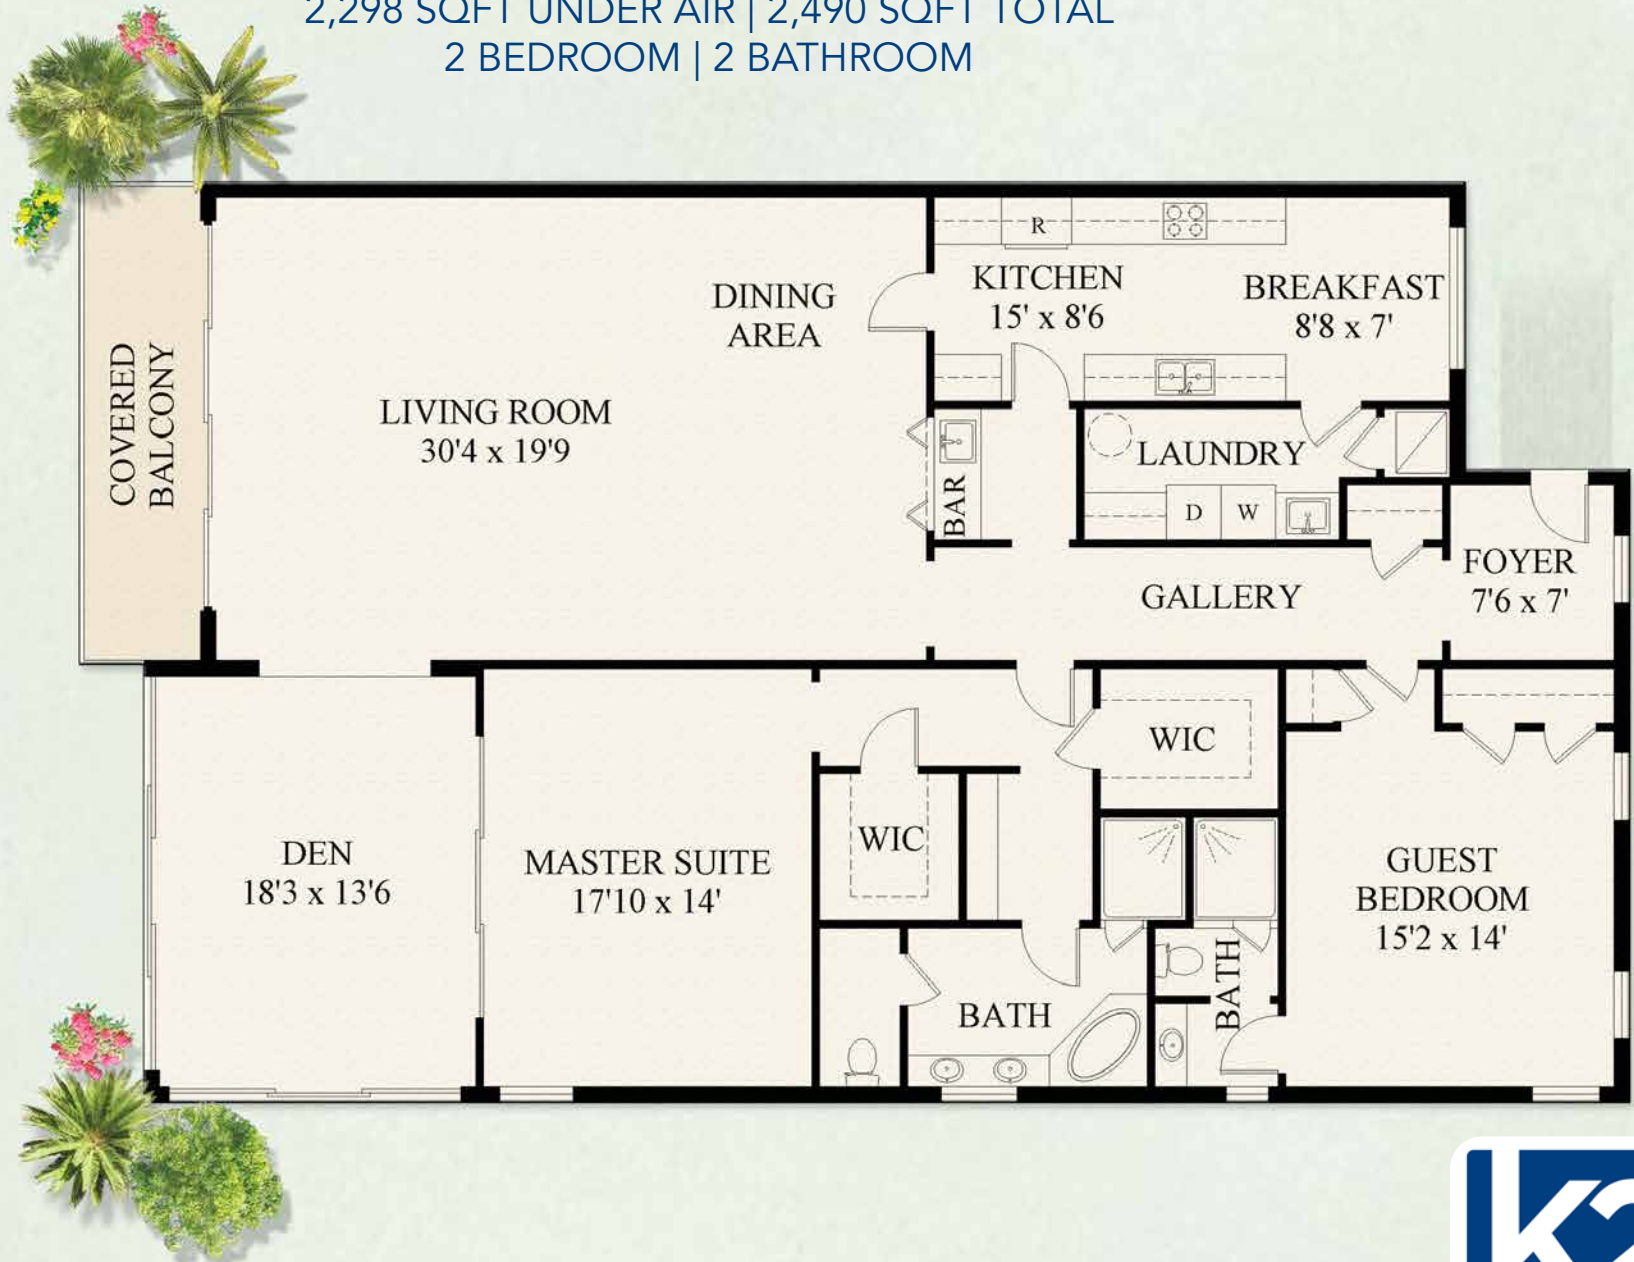 2,298 SQFT UNDER AIR | 2,490 SQFT TOTAL
2 BEDROOM | 2 BATHROOM
R
KITCHEN
15' x 8'6
BREAKFAST
8'8 x 7'
DINING
AREA
COVERED
BALCONY
LIVING ROOM
30'4 x 19'9
BAR
LAUNDRY
D
W
FOYER
7'6 x 7'
GALLERY
WIC
WIC
DEN
18'3 x 13'6
MASTER SUITE
17'10 x 14'
GUEST
BEDROOM
15'2 x 14'
BATH
BATH
k2